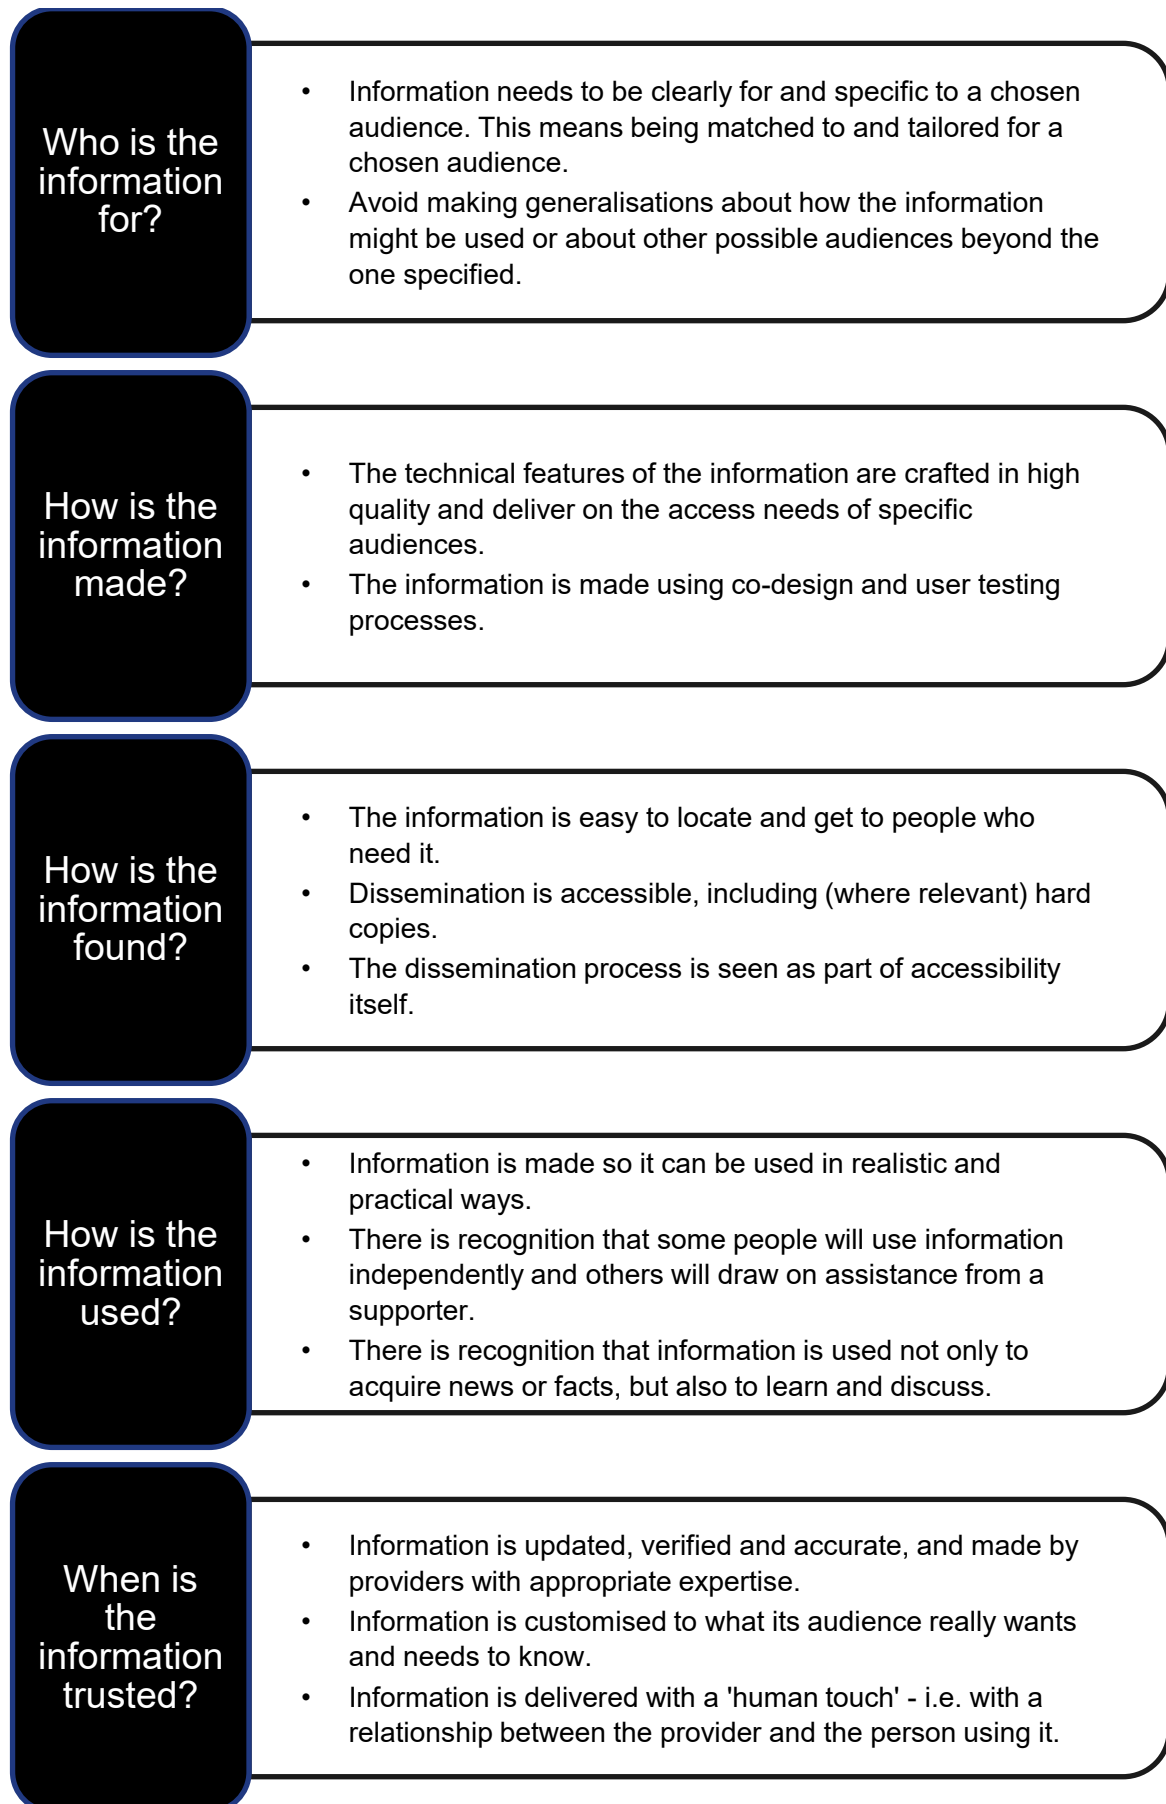 Who is the
information
for?
• Information needs to be clearly for and specific to a chosen
audience. This means being matched to and tailored for a
chosen audience.
• Avoid making generalisations about how the information
might be used or about other possible audiences beyond the
one specified.
How is the
information
made?
• The technical features of the information are crafted in high
quality and deliver on the access needs of specific
audiences.
• The information is made using co-design and user testing
processes.
How is the
information
found?
• The information is easy to locate and get to people who
need it.
• Dissemination is accessible, including (where relevant) hard
copies.
• The dissemination process is seen as part of accessibility
itself.
How is the
information
used?
• Information is made so it can be used in realistic and
practical ways.
• There is recognition that some people will use information
independently and others will draw on assistance from a
supporter.
• There is recognition that information is used not only to
acquire news or facts, but also to learn and discuss.
When is
the
information
trusted?
• Information is updated, verified and accurate, and made by
providers with appropriate expertise.
• Information is customised to what its audience really wants
and needs to know.
• Information is delivered with a 'human touch' - i.e. with a
relationship between the provider and the person using it.